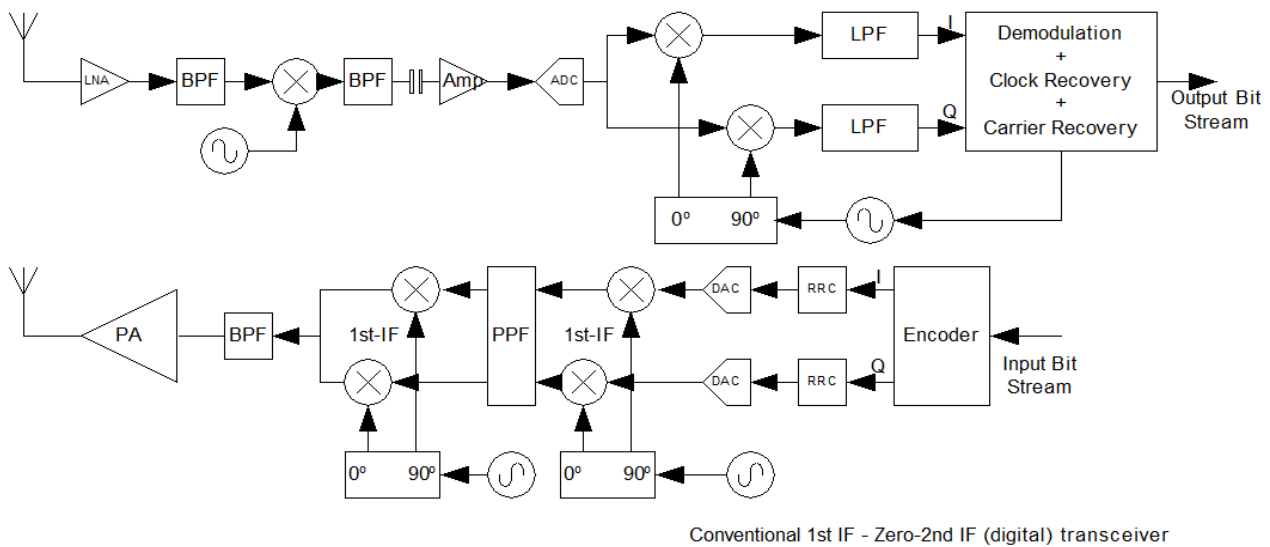 LNA
BPF
BPF
Amp
ADC
LPF
I
LPF
Q
Demodulation
+
Clock Recovery
+
Carrier Recovery
Output Bit
Stream
0º 90º
PA
BPF
1st-IF
PPF
1st-IF
DAC
RRC
I
DAC
RRC
Q
Encoder
Input Bit
Stream
0º 90º
0º 90º
Conventional 1st IF - Zero-2nd IF (digital) transceiver